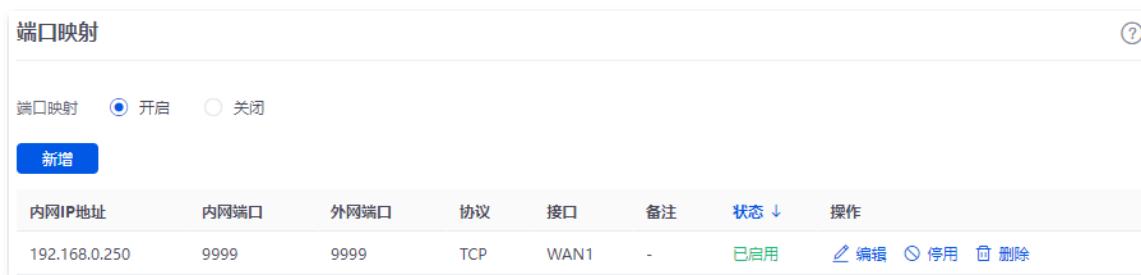 端口映射
?
端口映射 开启 关闭
新增
内网IP地址 内网端口 外网端口 协议 接口 备注 状态 ↓ 操作
192.168.0.250 9999 9999 TCP WAN1 - 已启用 编辑 停用 删除